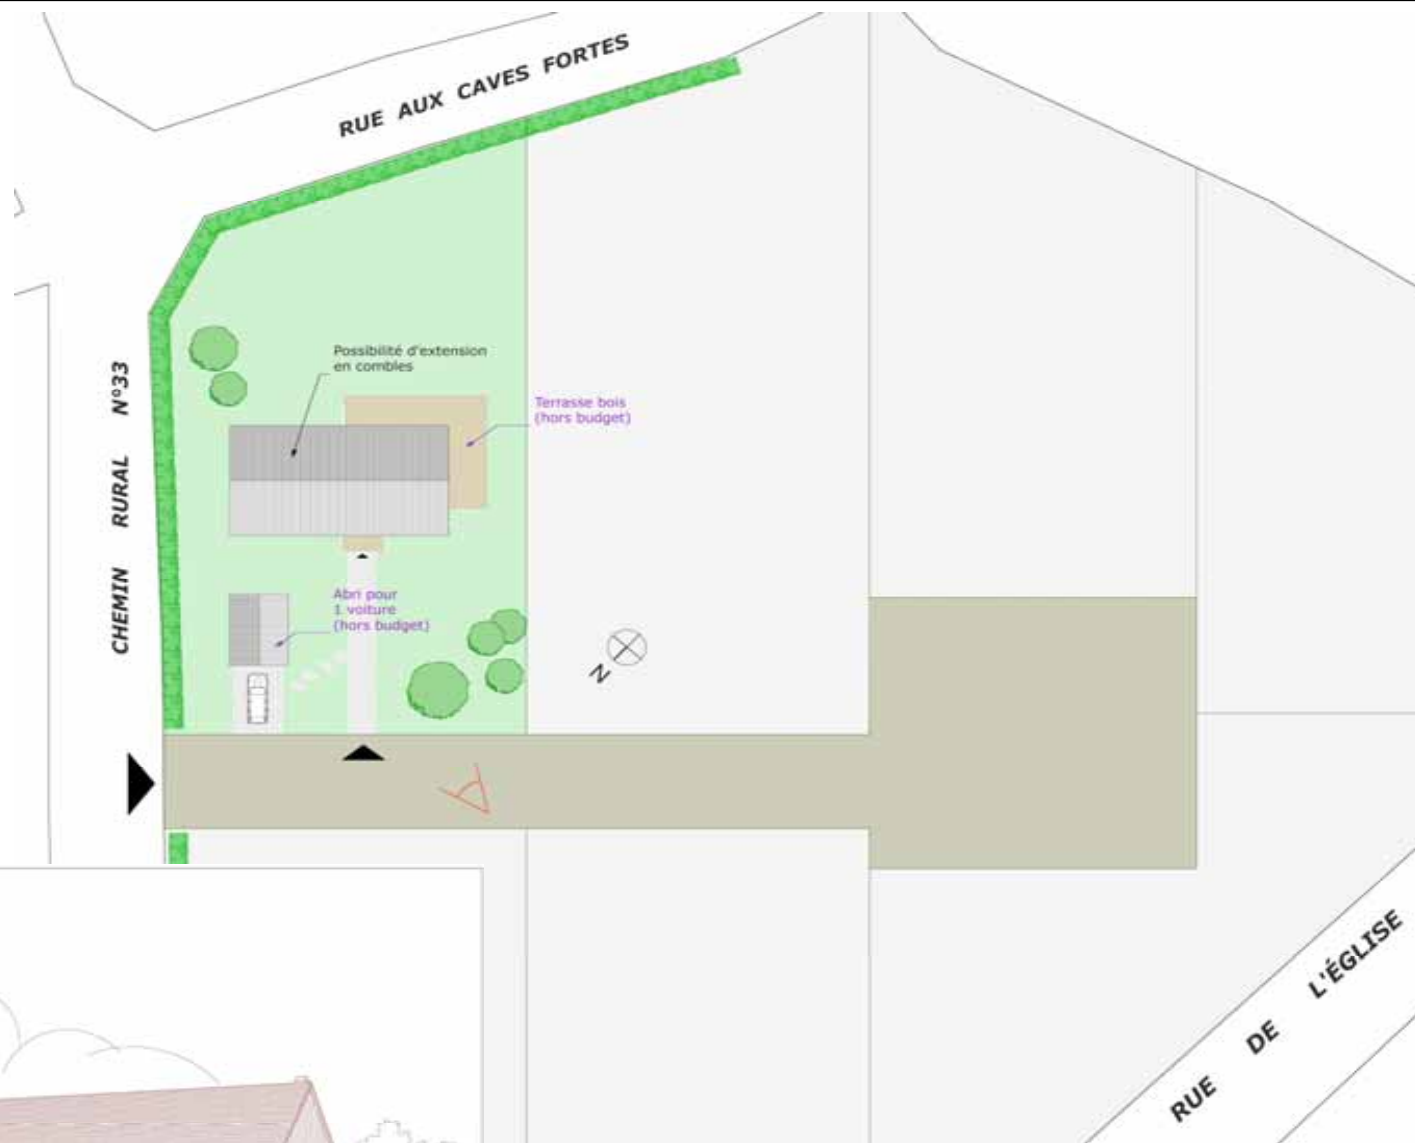 RUE AUX CAVES FORTES
Possibilité d'extension
en combles
Terrasse bois
(hors budget)
CHEMIN RURAL N°33
Abri pour
1 voiture
(hors budget)
N
RUE DE L'ÉGLISE